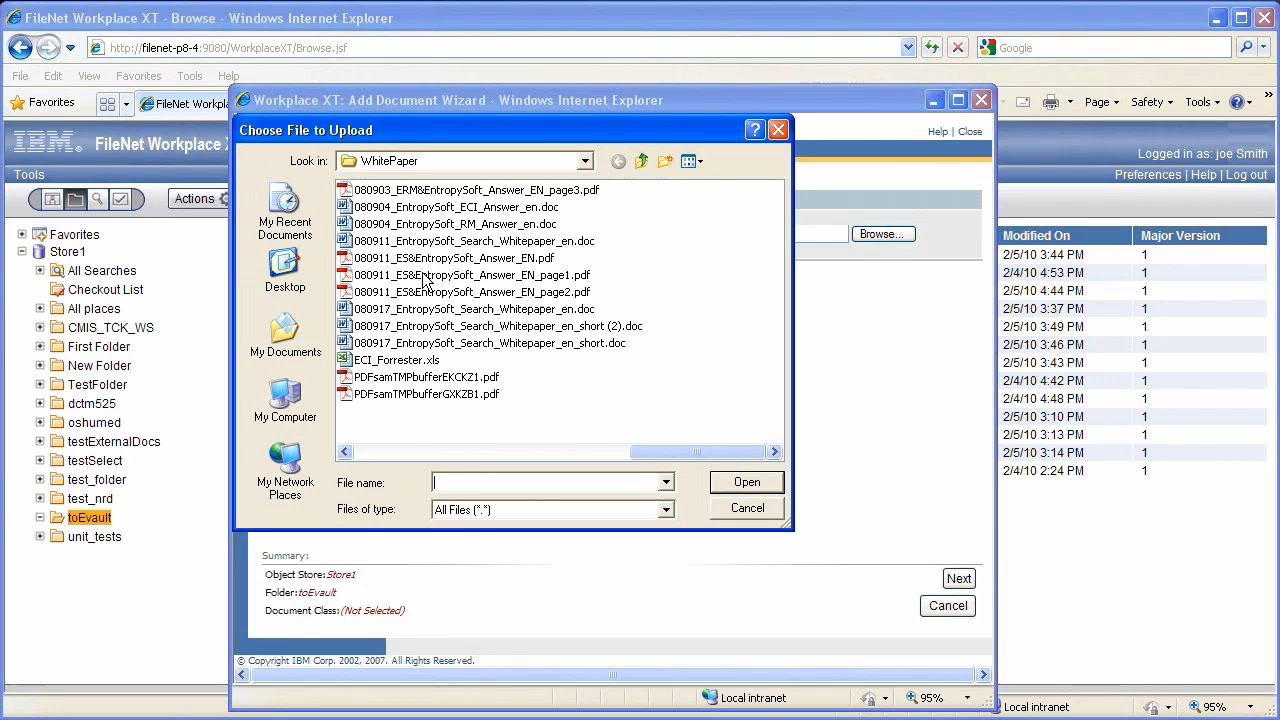 FileNet Workplace XT - Browse - Windows Internet Explorer
http://filenet-p8-4:9080/WorkplaceXT/Browse.jsf
Google
File Edit View Favorites Tools Help
Favorites
FileNet Workpl
Page Safety Tools
Workplace XT: Add Document Wizard - Windows Internet Explorer
Help | Close
IBM. FileNet Workplace X
Logged in as: joe Smith
Tools
Preferences | Help | Log out
Actions
Choose File to Upload
Look in: WhitePaper
My Recent Documents
Desktop
My Documents
My Computer
My Network Places
080903_ERM&EntropySoft_Answer_EN_page3.pdf
080904_EntropySoft_ECI_Answer_en.doc
080904_EntropySoft_RM_Answer_en.doc
080911_EntropySoft_Search_Whitepaper_en.doc
080911_ES&EntropySoft_Answer_EN.pdf
080911_ES&EntropySoft_Answer_EN_page1.pdf
080911_ES&EntropySoft_Answer_EN_page2.pdf
080917_EntropySoft_Search_Whitepaper_en.doc
080917_EntropySoft_Search_Whitepaper_en_short (2).doc
080917_EntropySoft_Search_Whitepaper_en_short.doc
ECI_Forrester.xls
PDFsamTMPbufferEKCKZ1.pdf
PDFsamTMPbufferGXKZB1.pdf
File name:
Open
Files of type: All Files (*.*)
Cancel
Browse...
Favorites
Store1
All Searches
Checkout List
All places
CMIS_TCK_WS
First Folder
New Folder
TestFolder
dctm525
oshumed
testExternalDocs
testSelect
test_folder
test_nrd
toEvault
unit_tests
Modified On Major Version
2/5/10 3:44 PM 1
2/4/10 4:53 PM 1
2/4/10 4:44 PM 1
2/5/10 3:37 PM 1
2/5/10 3:49 PM 1
2/5/10 3:46 PM 1
2/5/10 3:43 PM 1
2/4/10 4:42 PM 1
2/4/10 4:48 PM 1
2/5/10 3:10 PM 1
2/5/10 3:13 PM 1
2/5/10 3:14 PM 1
2/4/10 2:24 PM 1
Summary:
Object Store:Store1
Folder:toEvault
Document Class:(Not Selected)
Next
Cancel
© Copyright IBM Corp. 2002, 2007. All Rights Reserved.
Local intranet
95%
Local intranet
95%